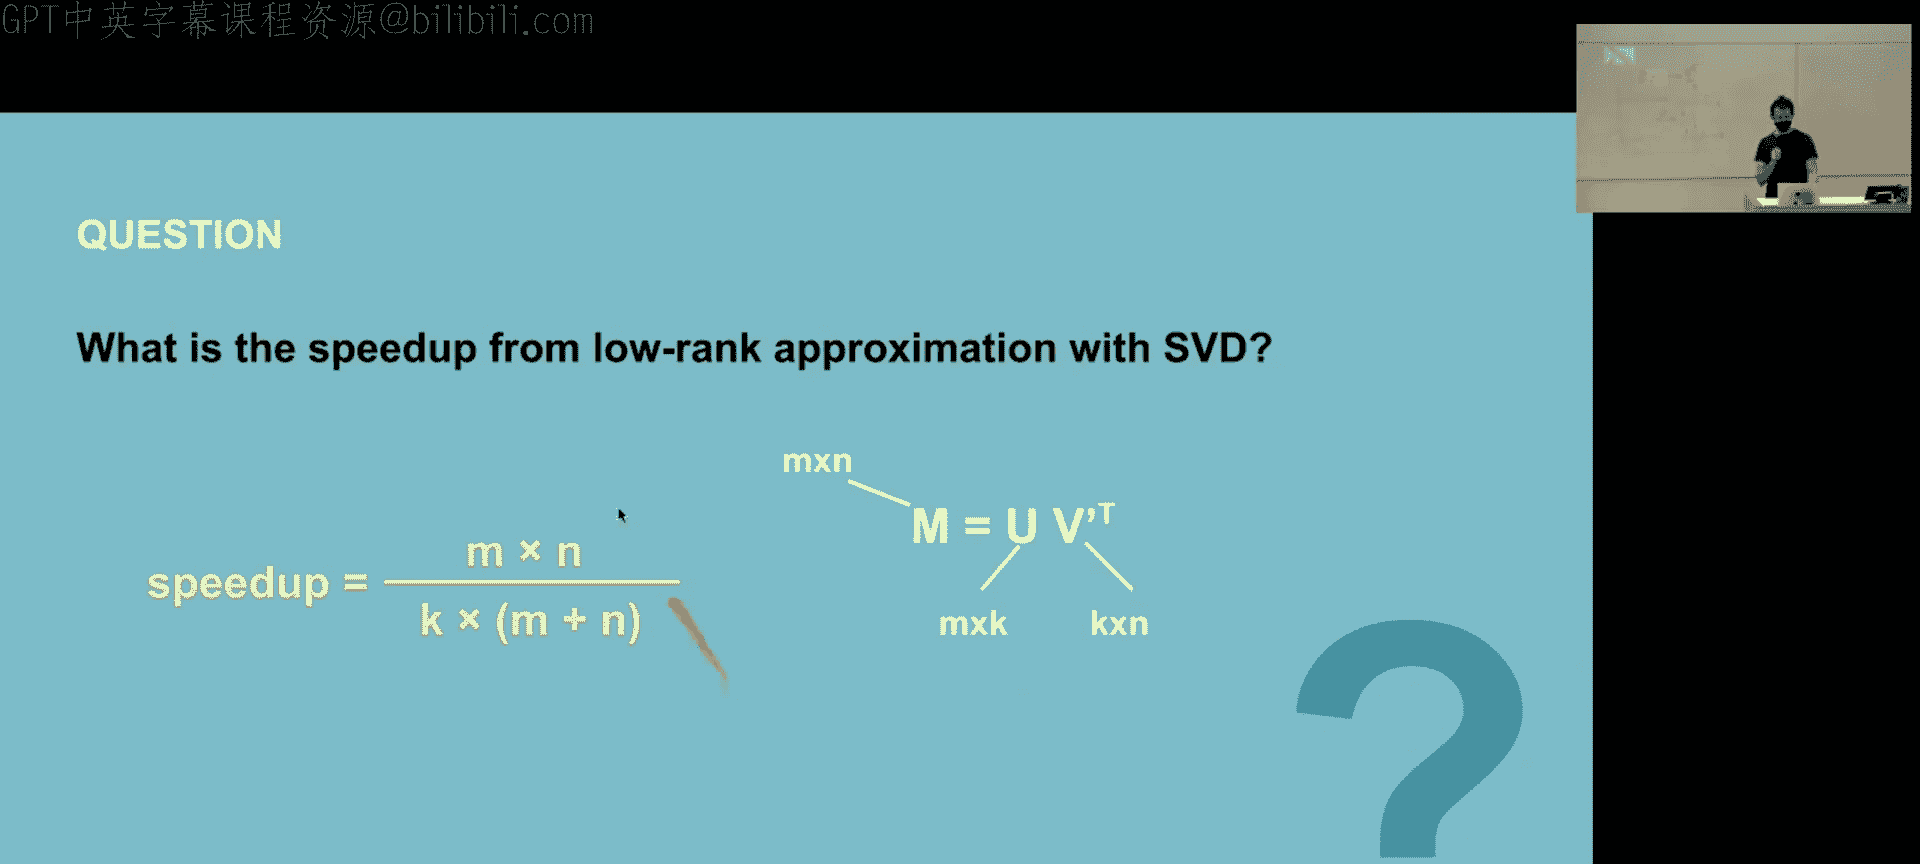 GPT中英字幕课程资源@bilibili.com
QUESTION
What is the speedup from low-rank approximation with SVD?
mxn
M = U V’ᵀ
speedup =
m × n
k × (m + n)
mxk
kxn
?